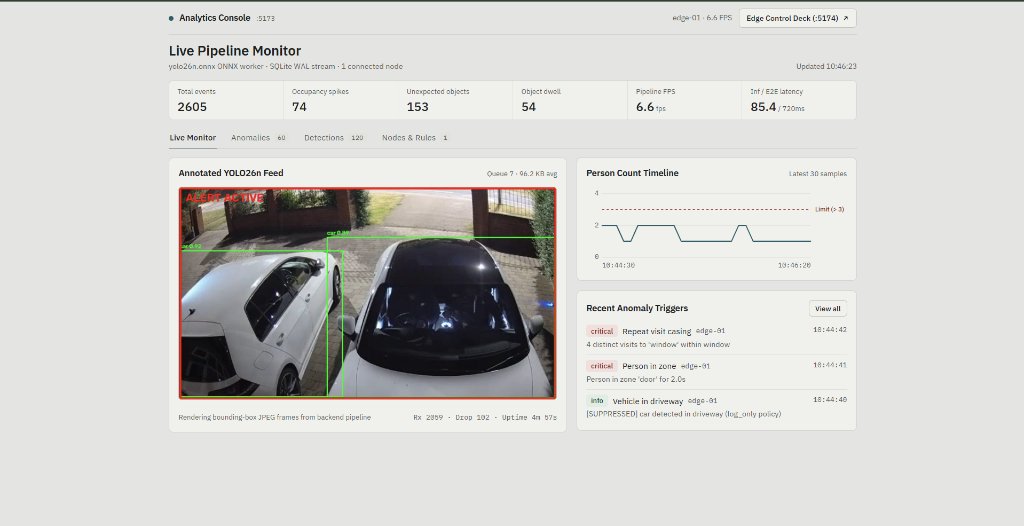 Analytics Console :5173
edge-01 · 6.6 FPS
Edge Control Deck (:5174) ↗
Live Pipeline Monitor
yolo26n.onnx ONNX worker · SQLite WAL stream · 1 connected node
Updated 10:46:23
Total events
2605
Occupancy spikes
74
Unexpected objects
153
Object dwell
54
Pipeline FPS
6.6 fps
Inf / E2E latency
85.4 / 720ms
Live Monitor
Anomalies 60
Detections 120
Nodes & Rules 1
Annotated YOLO26n Feed
Queue 7 · 96.2 KB avg
ALERT ACTIVE
car
Rendering bounding-box JPEG frames from backend pipeline
Rx 2059 · Drop 102 · Uptime 4m 57s
Person Count Timeline
Latest 30 samples
4
Limit (> 3)
2
0
10:44:30
10:46:20
Recent Anomaly Triggers
View all
critical Repeat visit casing edge-01 10:44:42
4 distinct visits to 'window' within window
critical Person in zone edge-01 10:44:41
Person in zone 'door' for 2.0s
info Vehicle in driveway edge-01 10:44:40
[SUPPRESSED] car detected in driveway (log_only policy)